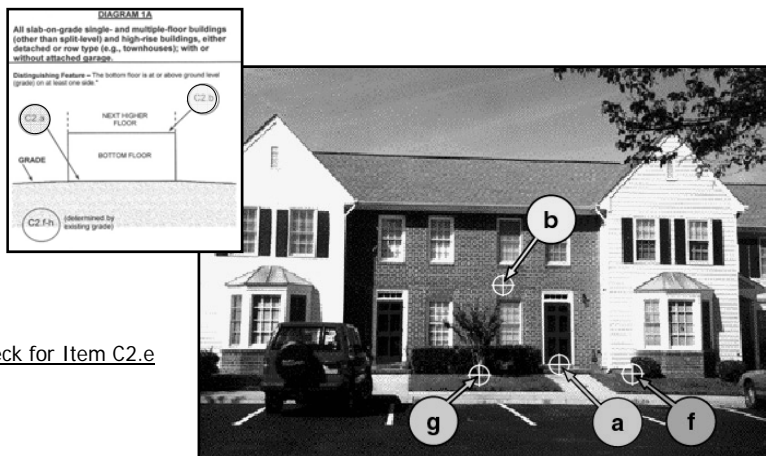 DIAGRAM 1A
All slab-on-grade single- and multiple-floor buildings
(other than split-level) and high-rise buildings, either
detached or row type (e.g., townhouses); with or
without attached garage.
Distinguishing Feature – The bottom floor is at or above ground level
(grade) on at least one side.*
C2.a
C2.b
NEXT HIGHER
FLOOR
BOTTOM FLOOR
GRADE
C2.f-h
(determined by
existing grade)
b
eck for Item C2.e
g
a
f